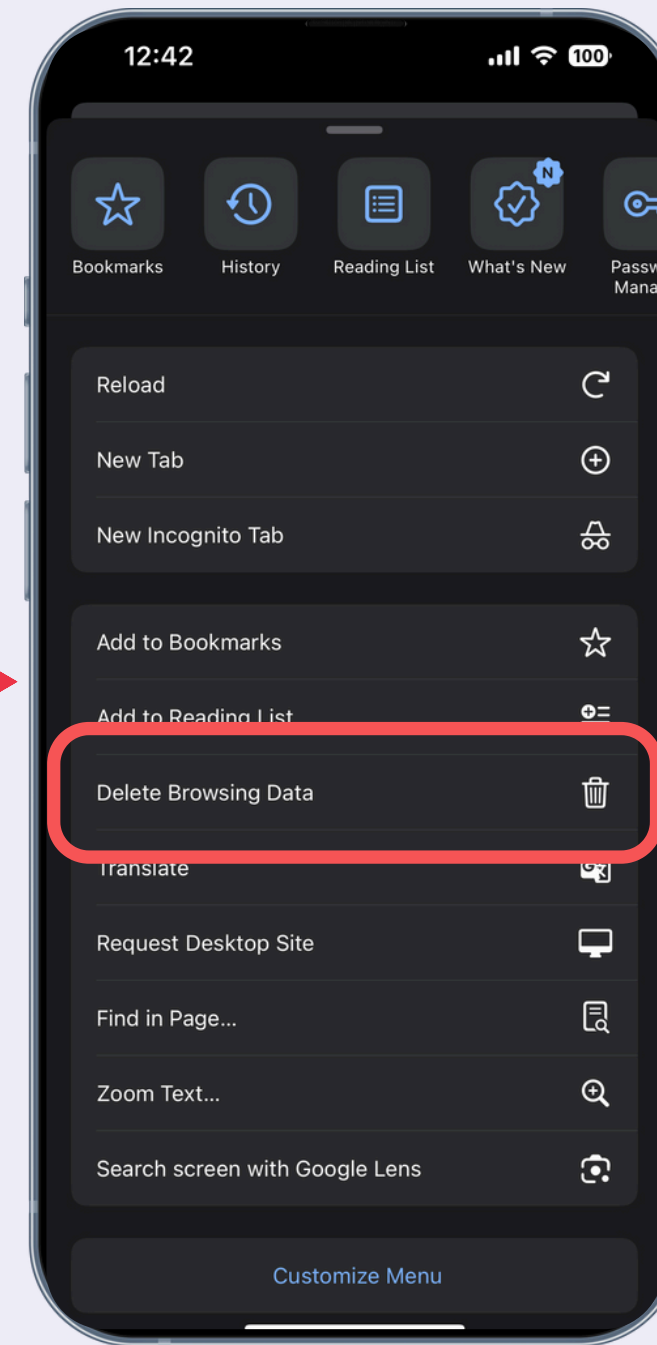 12:42
100
N
Bookmarks
History
Reading List
What's New
Reload
New Tab
New Incognito Tab
Add to Bookmarks
Add to Reading List
Delete Browsing Data
Translate
Request Desktop Site
Find in Page...
Zoom Text...
Search screen with Google Lens
Customize Menu